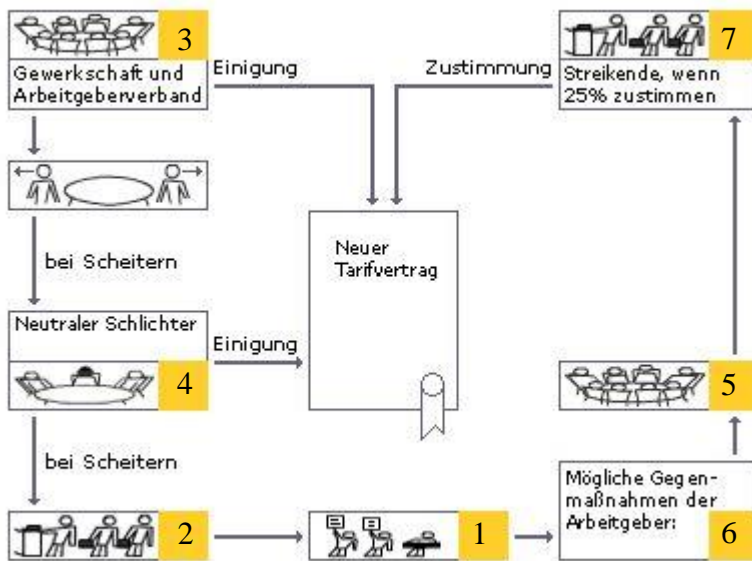 3
Gewerkschaft und
Arbeitgeberverband
Einigung
Zustimmung
7
Streikende, wenn
25% zustimmen
bei Scheitern
Neuer
Tarifvertrag
Neutraler Schlichter
4
Einigung
5
bei Scheitern
2
1
Mögliche Gegen-
maßnahmen der
Arbeitgeber:
6